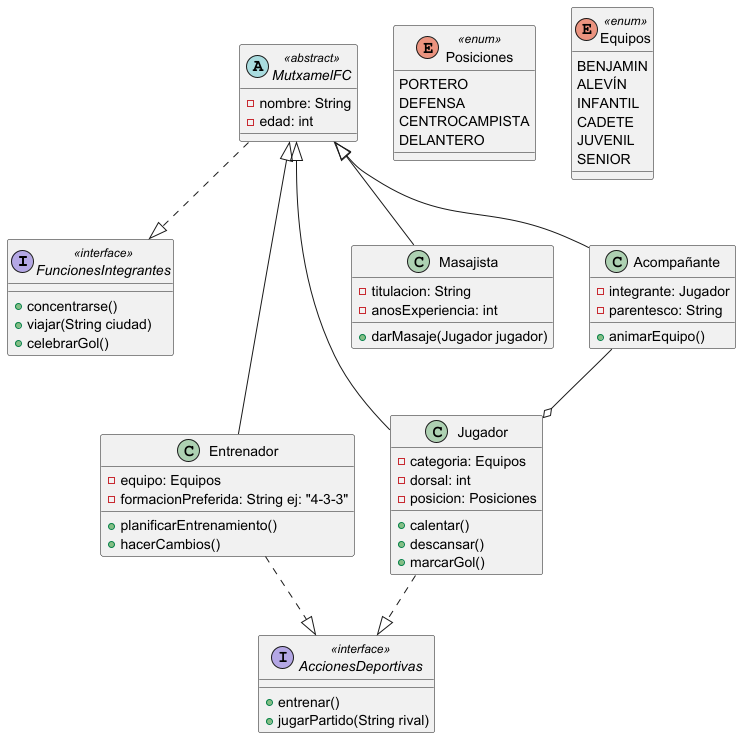 A
«abstract»
MutxamelFC
nombre: String
edad: int
E
«enum»
Posiciones
PORTERO
DEFENSA
CENTROCAMPISTA
DELANTERO
E
«enum»
Equipos
BENJAMIN
ALEVÍN
INFANTIL
CADETE
JUVENIL
SENIOR
I
«interface»
FuncionesIntegrantes
concentrarse()
viajar(String ciudad)
celebrarGol()
C
Masajista
titulacion: String
anosExperiencia: int
darMasaje(Jugador jugador)
C
Acompañante
integrante: Jugador
parentesco: String
animarEquipo()
C
Entrenador
equipo: Equipos
formacionPreferida: String ej: "4-3-3"
planificarEntrenamiento()
hacerCambios()
C
Jugador
categoria: Equipos
dorsal: int
posicion: Posiciones
calentar()
descansar()
marcarGol()
I
«interface»
AccionesDeportivas
entrenar()
jugarPartido(String rival)